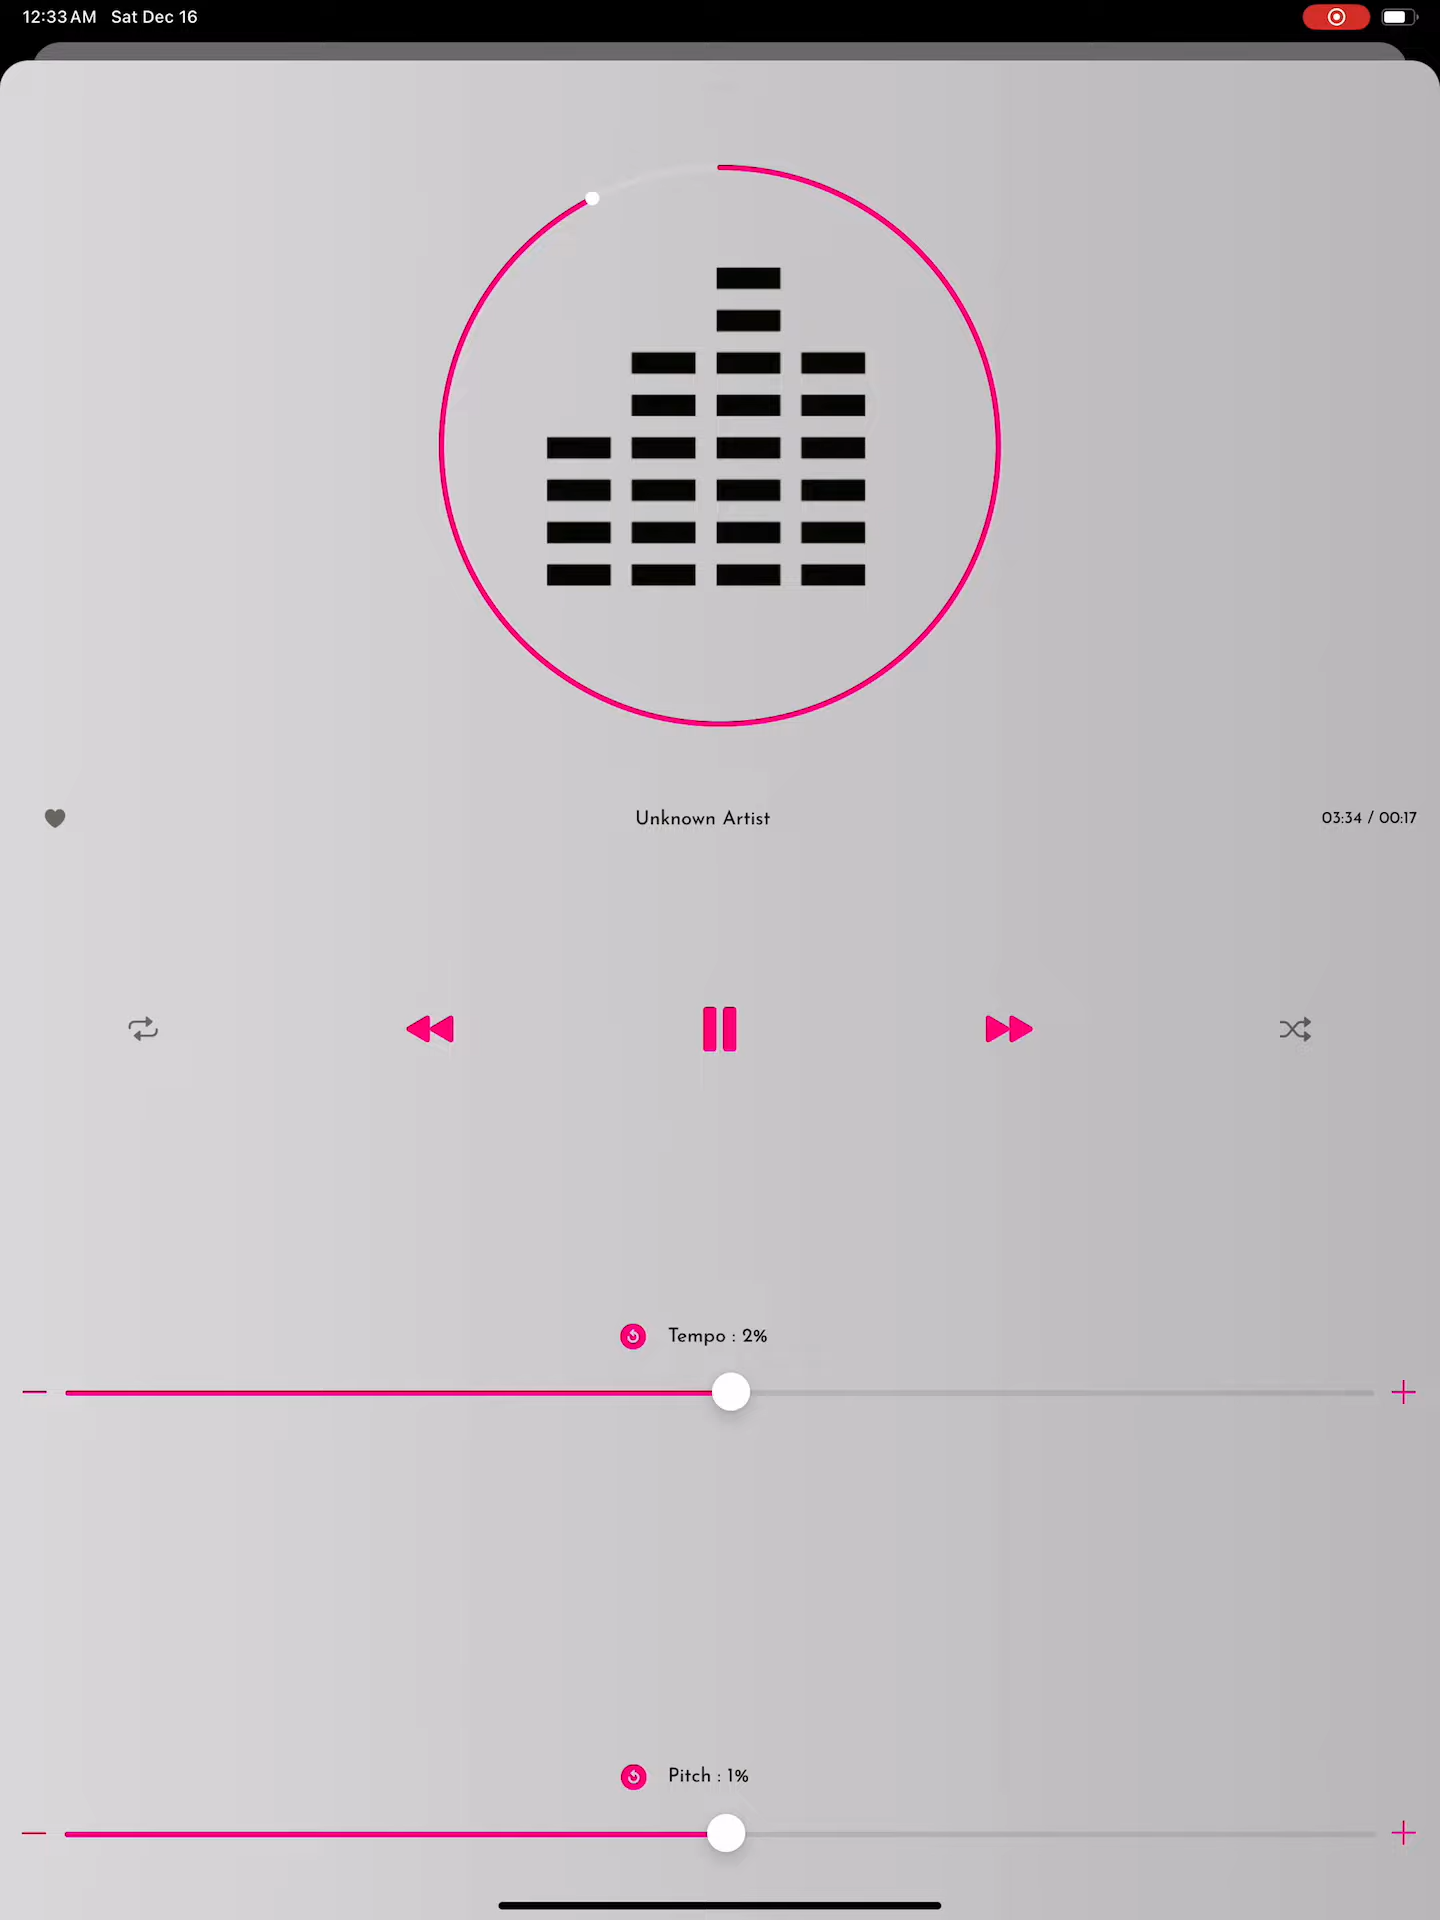 12:33 AM Sat Dec 16
Unknown Artist
03:34 / 00:17
Tempo : 2%
Pitch : 1%